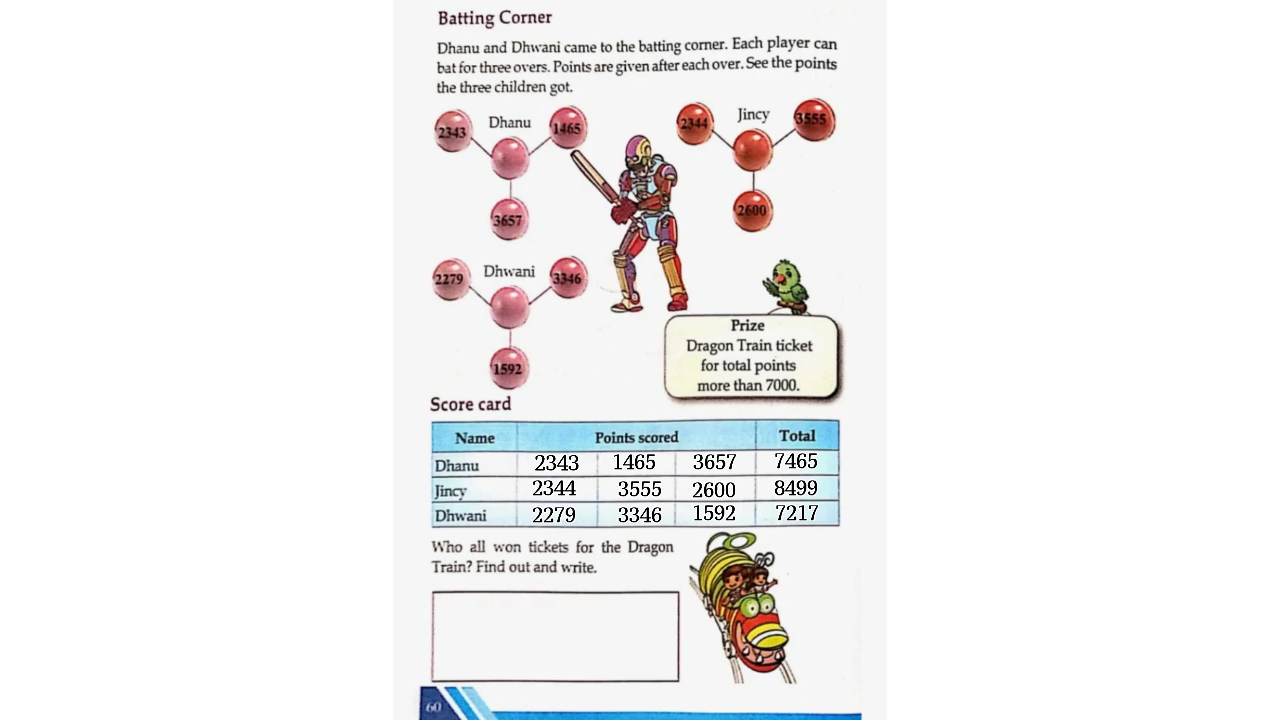 Batting Corner
Dhanu and Dhwani came to the batting corner. Each player can
bat for three overs. Points are given after each over. See the points
the three children got.
2343 Dhanu 1465
3657
2344 Jincy 3555
2600
2279 Dhwani 3346
1592
Prize
Dragon Train ticket
for total points
more than 7000.
Score card
Name Points scored Total
Dhanu 2343 1465 3657 7465
Jincy 2344 3555 2600 8499
Dhwani 2279 3346 1592 7217
Who all won tickets for the Dragon
Train? Find out and write.
60